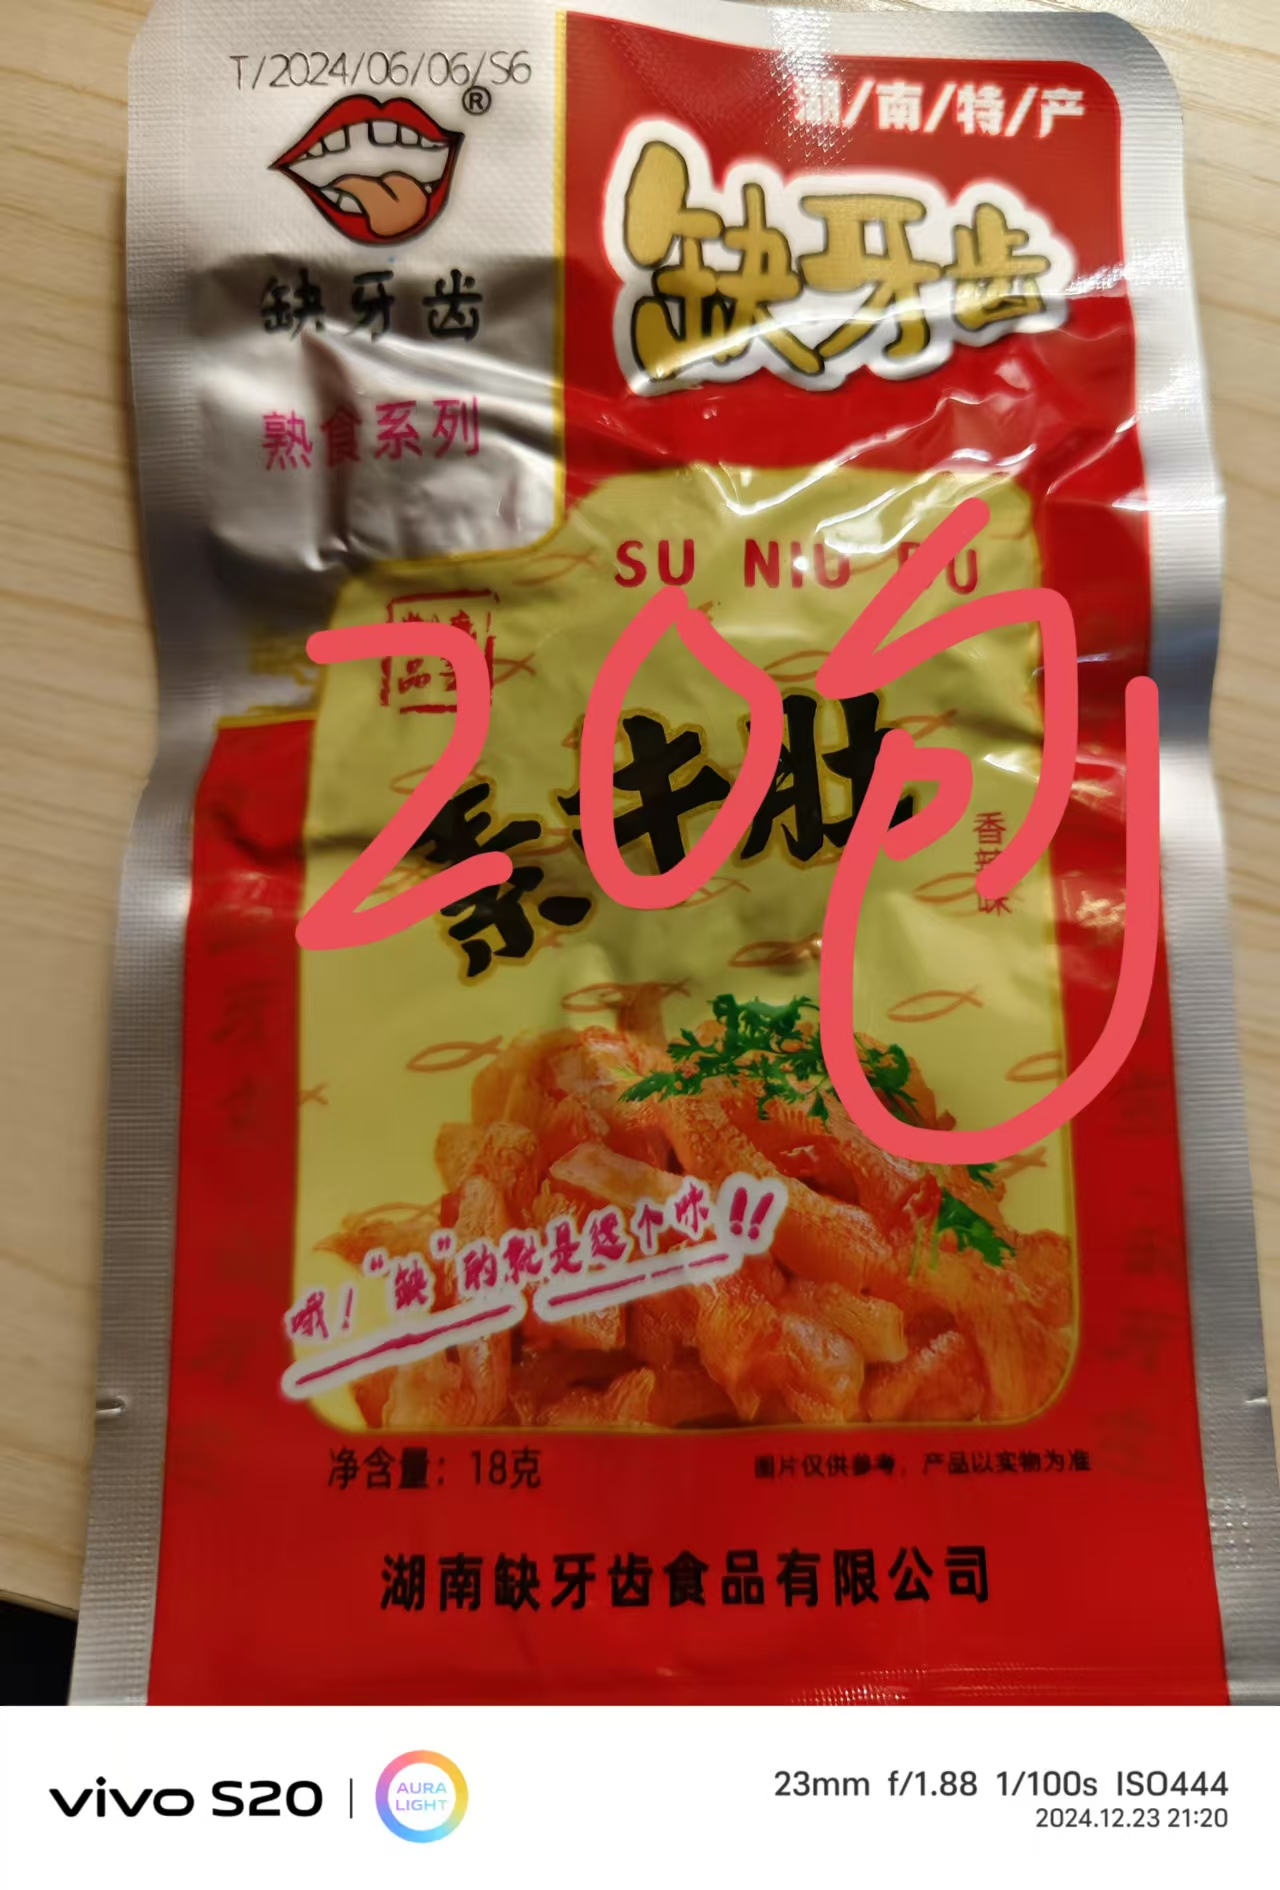 T/2024/06/06/S6
®
缺牙齿
熟食系列
湖/南/特/产
缺牙齿
SU NIU DU
素牛肚
香辣味
20包
哦！“缺”的就是这个味!!
净含量：18克
图片仅供参考，产品以实物为准
湖南缺牙齿食品有限公司
vivo S20
AURA
LIGHT
23mm f/1.88 1/100s ISO444
2024.12.23 21:20